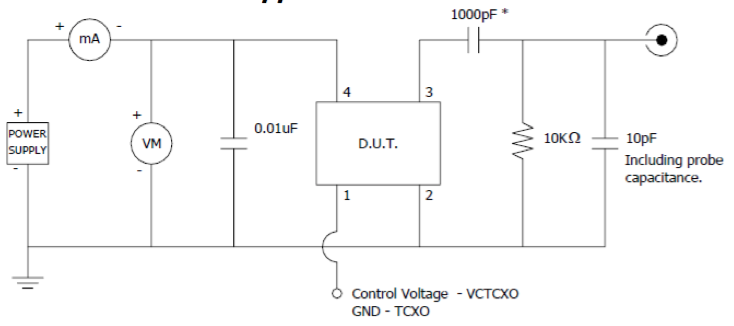 1000pF *
+ mA -
4
3
+
POWER
SUPPLY
-
+
VM
-
0.01uF
D.U.T.
10KΩ
10pF
Including probe
capacitance.
1
2
Control Voltage - VCTCXO
GND - TCXO